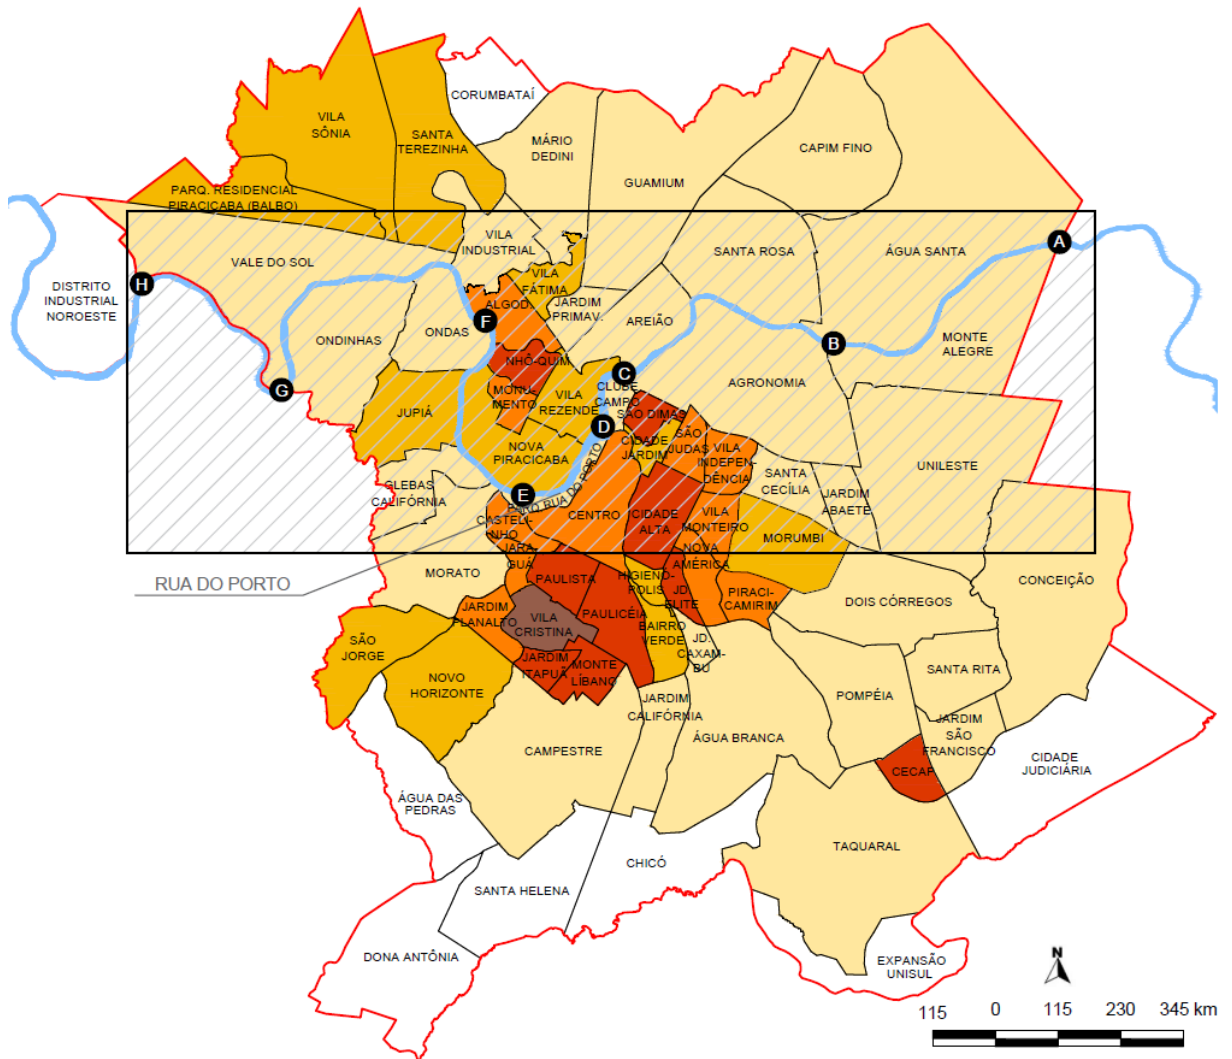 CORUMBATAÍ
VILA
SÔNIA
SANTA
TEREZINHA
MÁRIO
DEDINI
CAPIM FINO
GUAMIUM
PARQ. RESIDENCIAL
PIRACICABA (BALBO)
VILA
INDUSTRIAL
SANTA ROSA
ÁGUA SANTA
A
VALE DO SOL
H
DISTRITO
INDUSTRIAL
NOROESTE
VILA
FÁTIMA
ALGOD.
JARDIM
PRIMAV.
AREIÃO
F
ONDAS
ONDINHAS
B
MONTE
ALEGRE
NHÔ-QUIM
C
G
MONU-
MENTO
VILA
REZENDE
CLUBE
CAMPO
AGRONOMIA
JUPIÁ
SÃO DIMAS
D
CIDADE
JARDIM
SÃO
JUDAS
VILA
INDEPEN-
DÊNCIA
NOVA
PIRACICABA
UNILESTE
SANTA
CECÍLIA
JARDIM
ABAETÉ
GLEBAS
CALIFÓRNIA
E
RUA DO PORTO
CENTRO
CIDADE
ALTA
VILA
MONTEIRO
CASTELI-
NHO
MORUMBI
JARA-
GUÁ
NOVA
AMÉRICA
RUA DO PORTO
MORATO
PAULISTA
HIGIENÓ-
POLIS
JD.
ELITE
PIRACI-
CAMIRIM
CONCEIÇÃO
DOIS CÓRREGOS
JARDIM
PLANALTO
VILA
CRISTINA
PAULICÉIA
BAIRRO
VERDE
JD.
CAXAM-
BU
SÃO
JORGE
JARDIM
ITAPUÃ
MONTE
LÍBANO
SANTA RITA
NOVO
HORIZONTE
POMPÉIA
JARDIM
CALIFÓRNIA
JARDIM
SÃO
FRANCISCO
ÁGUA BRANCA
CAMPESTRE
CIDADE
JUDICIÁRIA
CECAP
ÁGUA DAS
PEDRAS
TAQUARAL
CHICÓ
SANTA HELENA
DONA ANTÔNIA
EXPANSÃO
UNISUL
N
115 0 115 230 345 km